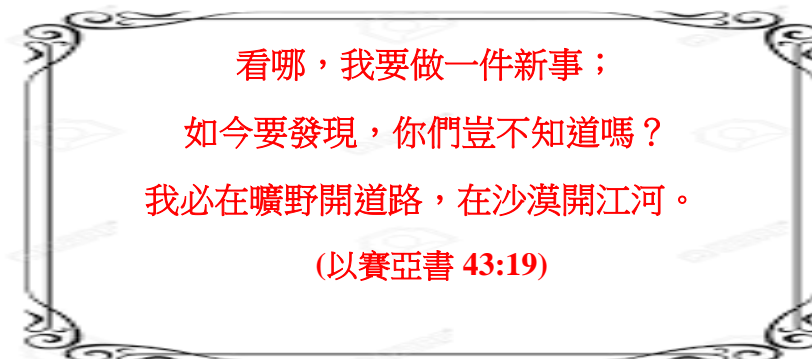 看哪，我要做一件新事；
如今要發現，你們豈不知道嗎？
我必在曠野開道路，在沙漠開江河。
(以賽亞書 43:19)